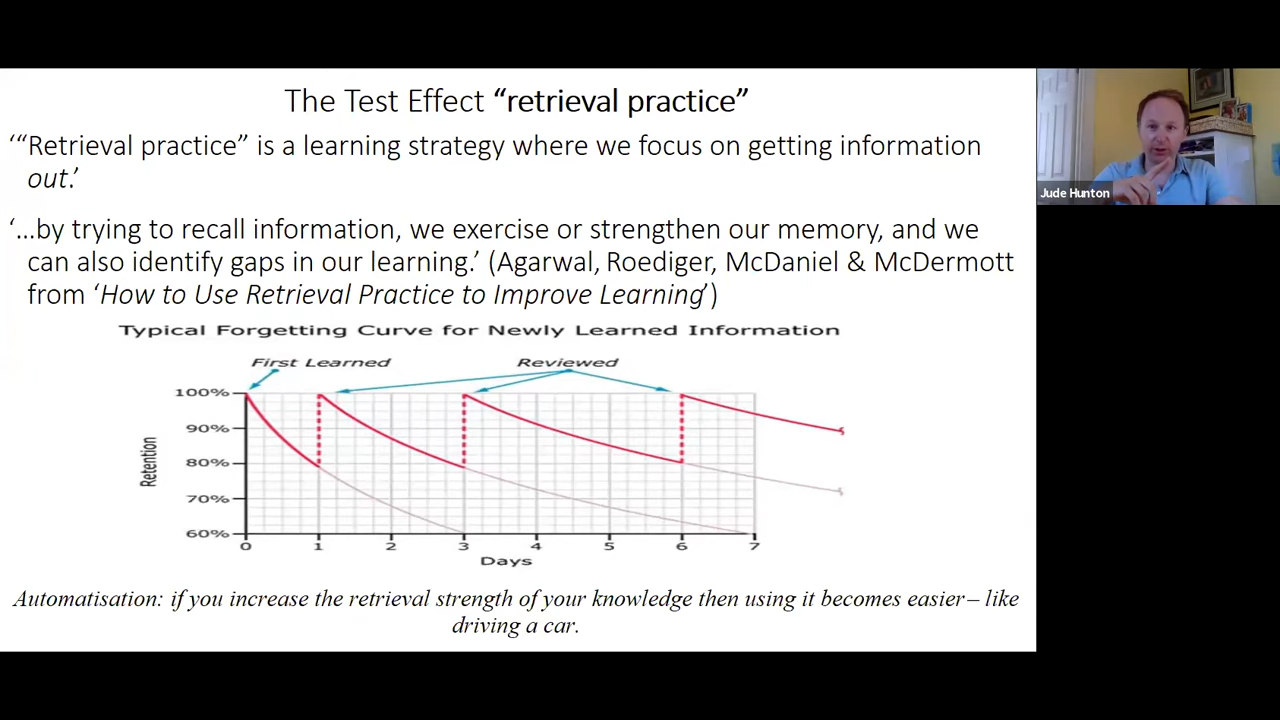 The Test Effect “retrieval practice”
‘“Retrieval practice” is a learning strategy where we focus on getting information
out.’
‘…by trying to recall information, we exercise or strengthen our memory, and we
can also identify gaps in our learning.’ (Agarwal, Roediger, McDaniel & McDermott
from ‘How to Use Retrieval Practice to Improve Learning’)
Typical Forgetting Curve for Newly Learned Information
First Learned
Reviewed
100%
90%
80%
70%
60%
Retention
0 1 2 3 4 5 6 7
Days
Automatisation: if you increase the retrieval strength of your knowledge then using it becomes easier – like
driving a car.
Jude Hunton